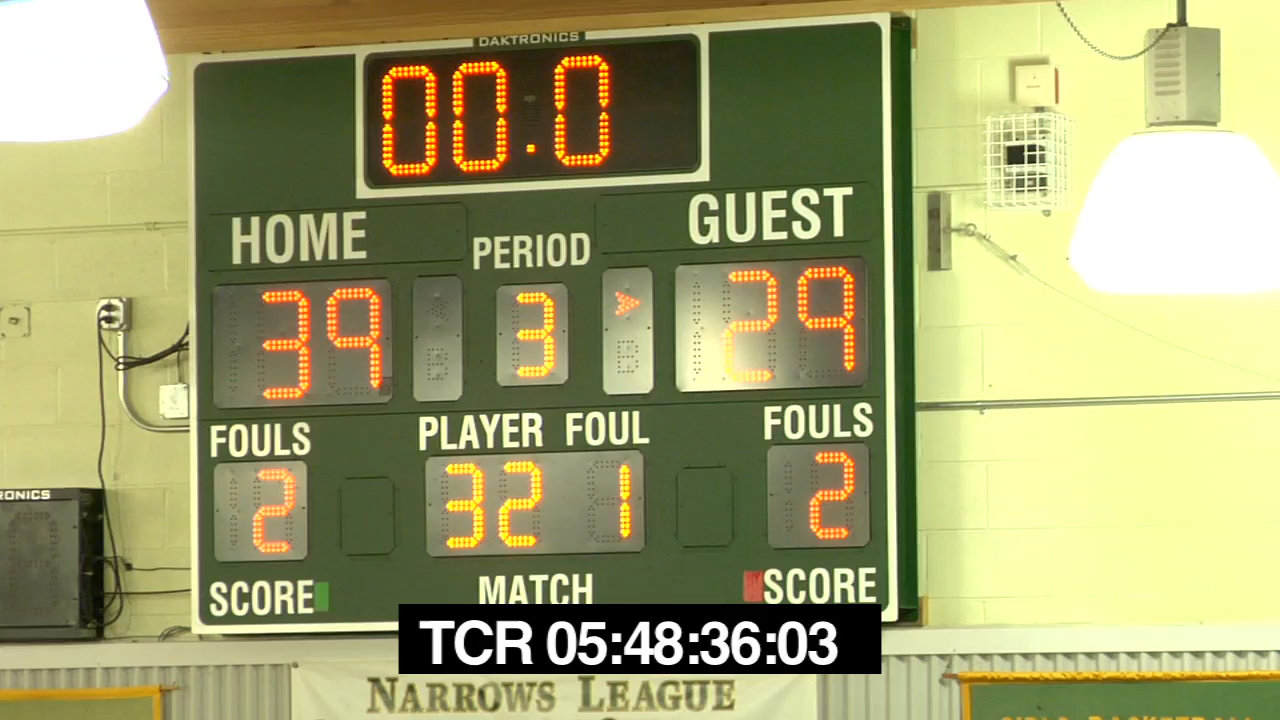 DAKTRONICS
00.0
HOME PERIOD GUEST
39 3 29
B B
FOULS PLAYER FOUL FOULS
2 32 1 2
RONICS
SCORE MATCH SCORE
TCR 05:48:36:03
NARROWS LEAGUE